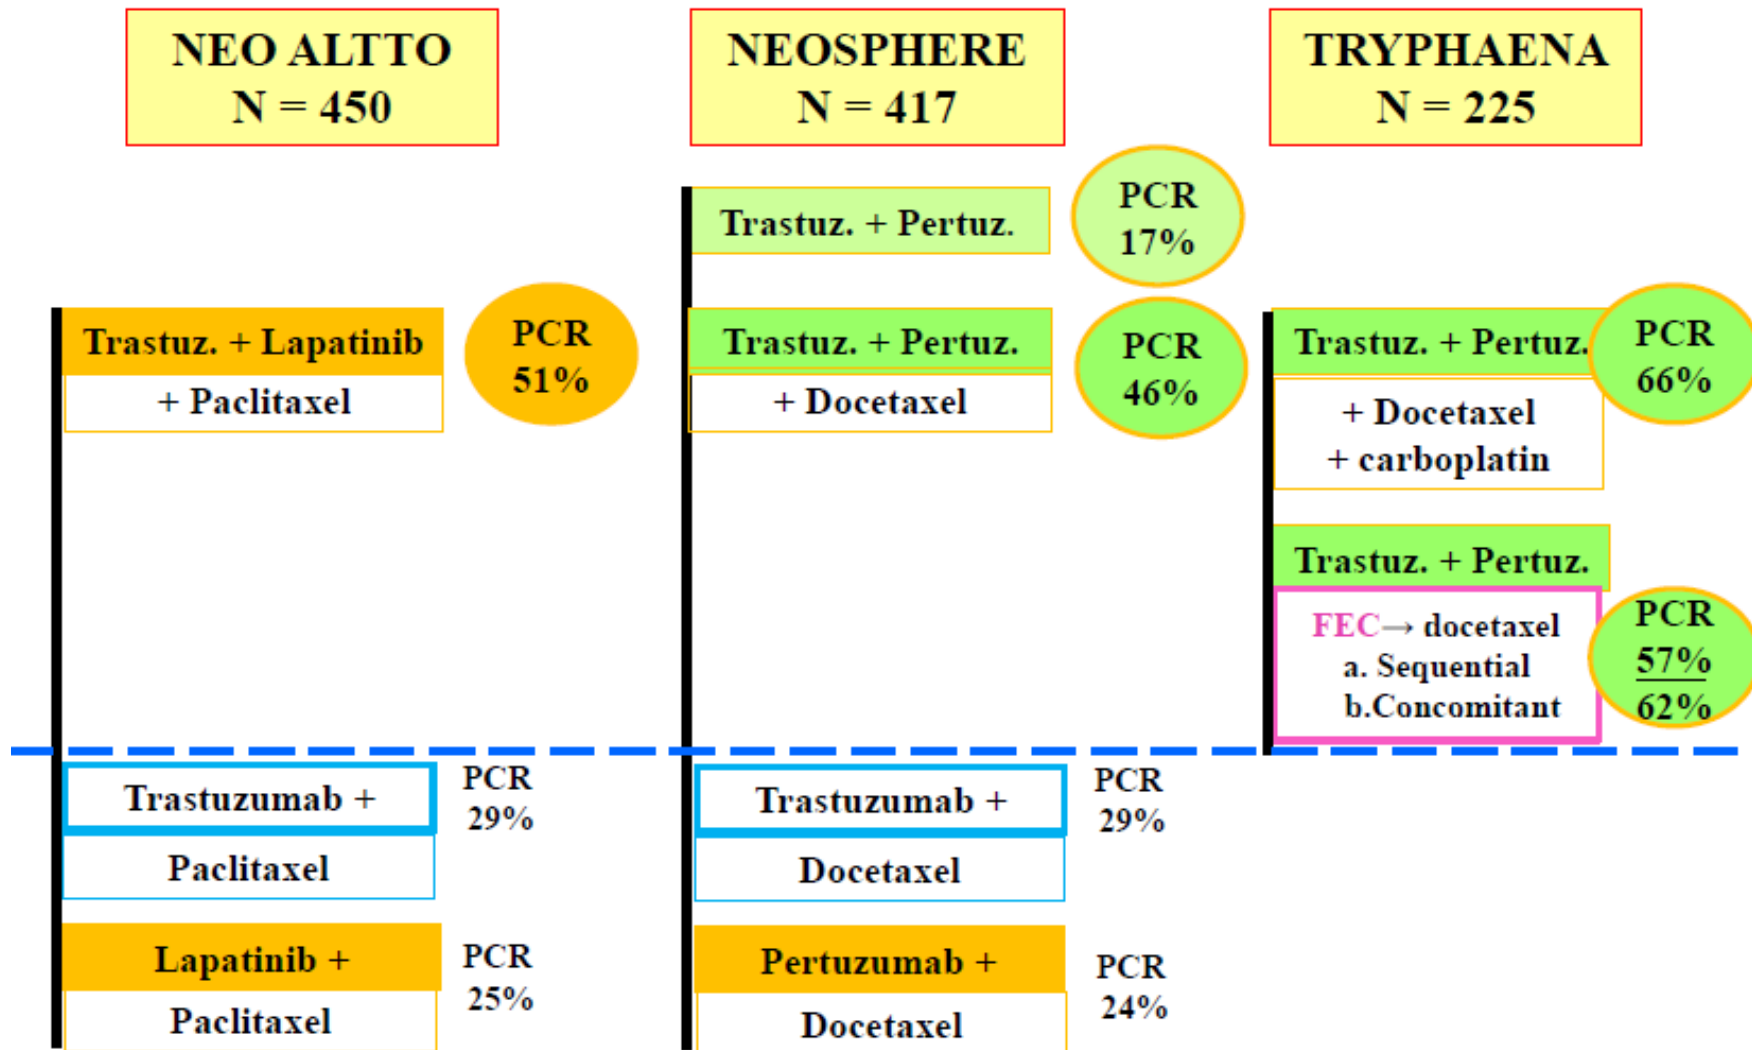 NEO ALTTO
N = 450
Trastuz. + Lapatinib
+ Paclitaxel
PCR
51%
Trastuzumab +
Paclitaxel
PCR
29%
Lapatinib +
Paclitaxel
PCR
25%
NEOSPHERE
N = 417
Trastuz. + Pertuz.
PCR
17%
Trastuz. + Pertuz.
+ Docetaxel
PCR
46%
Trastuzumab +
Docetaxel
PCR
29%
Pertuzumab +
Docetaxel
PCR
24%
TRYPHAENA
N = 225
Trastuz. + Pertuz.
+ Docetaxel
+ carboplatin
PCR
66%
Trastuz. + Pertuz.
FEC→ docetaxel
a. Sequential
b.Concomitant
PCR
57%
62%